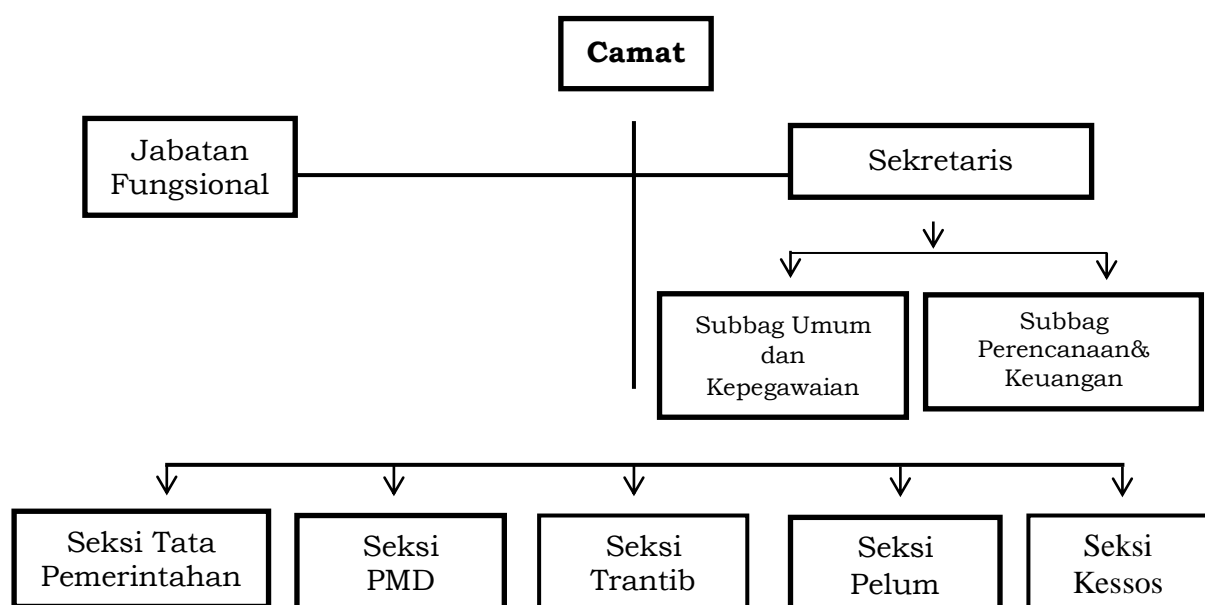 Camat
Jabatan
Fungsional
Sekretaris
Subbag Umum
dan
Kepegawaian
Subbag
Perencanaan&
Keuangan
Seksi Tata
Pemerintahan
Seksi
PMD
Seksi
Trantib
Seksi
Pelum
Seksi
Kessos